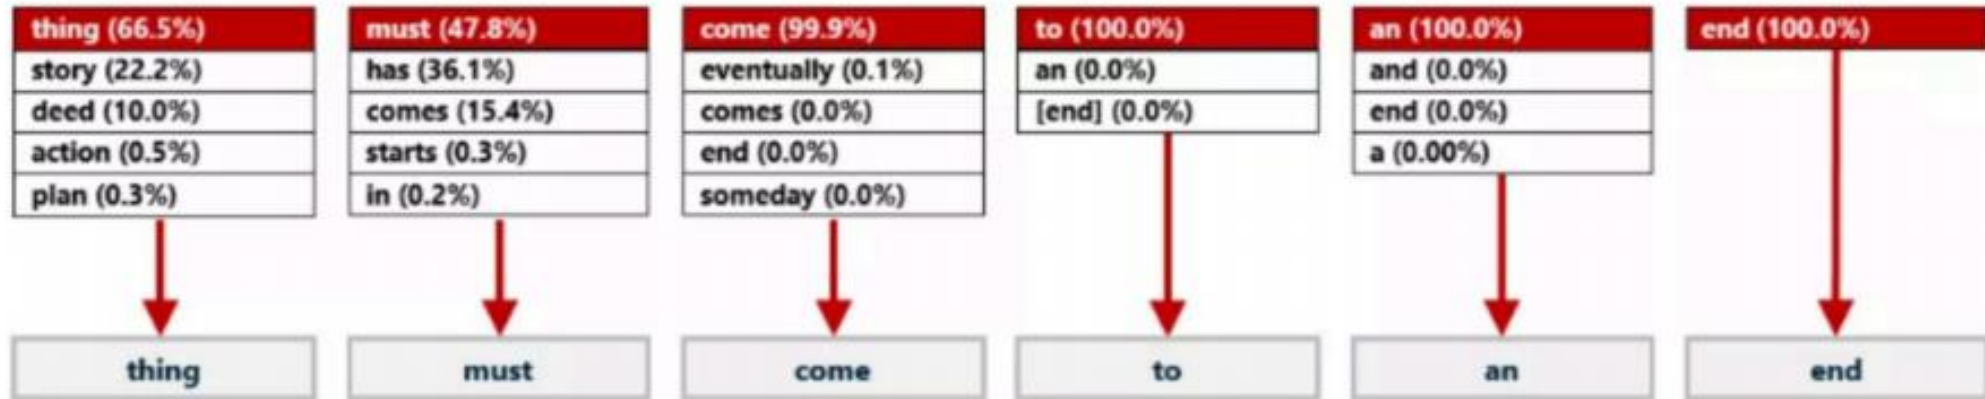 thing (66.5%)
story (22.2%)
deed (10.0%)
action (0.5%)
plan (0.3%)
thing
must (47.8%)
has (36.1%)
comes (15.4%)
starts (0.3%)
in (0.2%)
must
come (99.9%)
eventually (0.1%)
comes (0.0%)
end (0.0%)
someday (0.0%)
come
to (100.0%)
an (0.0%)
[end] (0.0%)
to
an (100.0%)
and (0.0%)
end (0.0%)
a (0.00%)
an
end (100.0%)
end